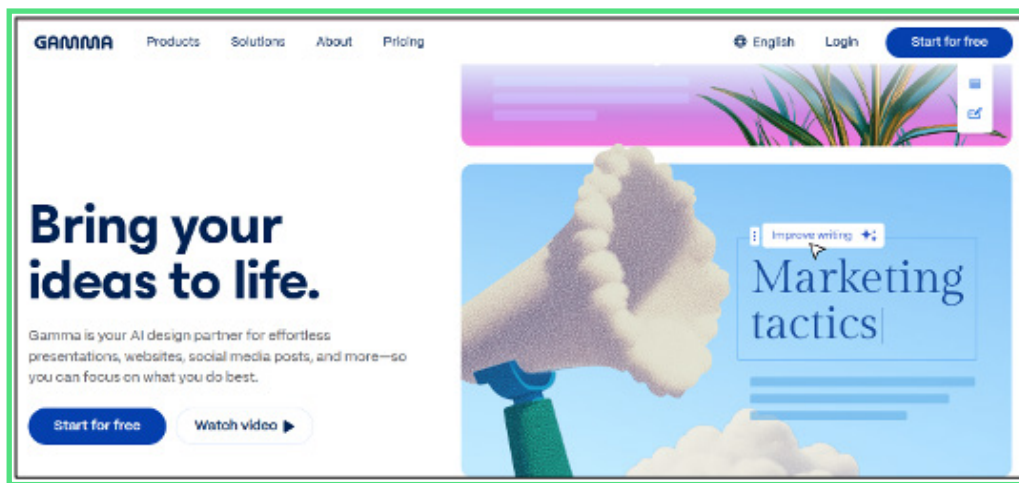 GAMMA
Products
Solutions
About
Pricing
English
Login
Start for free
Bring your
ideas to life.
Gamma is your AI design partner for effortless
presentations, websites, social media posts, and more—so
you can focus on what you do best.
Start for free
Watch video
Improve writing
Marketing
tactics